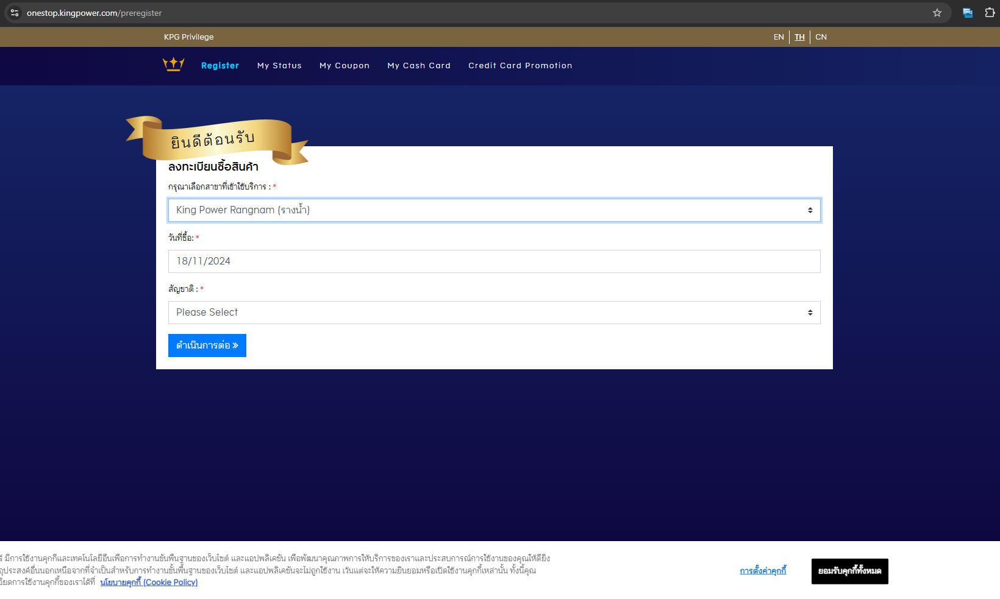 onestop.kingpower.com/preregister
KPG Privilege
EN TH CN
Register My Status My Coupon My Cash Card Credit Card Promotion
ยินดีต้อนรับ
ลงทะเบียนซื้อสินค้า
กรุณาเลือกสาขาที่เข้าใช้บริการ : *
King Power Rangnam (รางน้ำ)
วันที่ซื้อ: *
18/11/2024
สัญชาติ : *
Please Select
ดำเนินการต่อ »
มีการใช้งานคุกกี้และเทคโนโลยีอื่นเพื่อการทำงานขั้นพื้นฐานของเว็บไซต์ และแอปพลิเคชัน เพื่อพัฒนาคุณภาพการให้บริการของเราและประสบการณ์การใช้งานของคุณให้ดียิ่ง
ประสงค์อื่นนอกเหนือจากที่จำเป็นสำหรับการทำงานขั้นพื้นฐานของเว็บไซต์ และแอปพลิเคชันจะไม่ถูกใช้งาน เว้นแต่จะให้ความยินยอมหรือเปิดใช้งานคุกกี้เหล่านั้น ทั้งนี้คุณ
ียดการใช้งานคุกกี้ของเราได้ที่ นโยบายคุกกี้ (Cookie Policy)
การตั้งค่าคุกกี้
ยอมรับคุกกี้ทั้งหมด